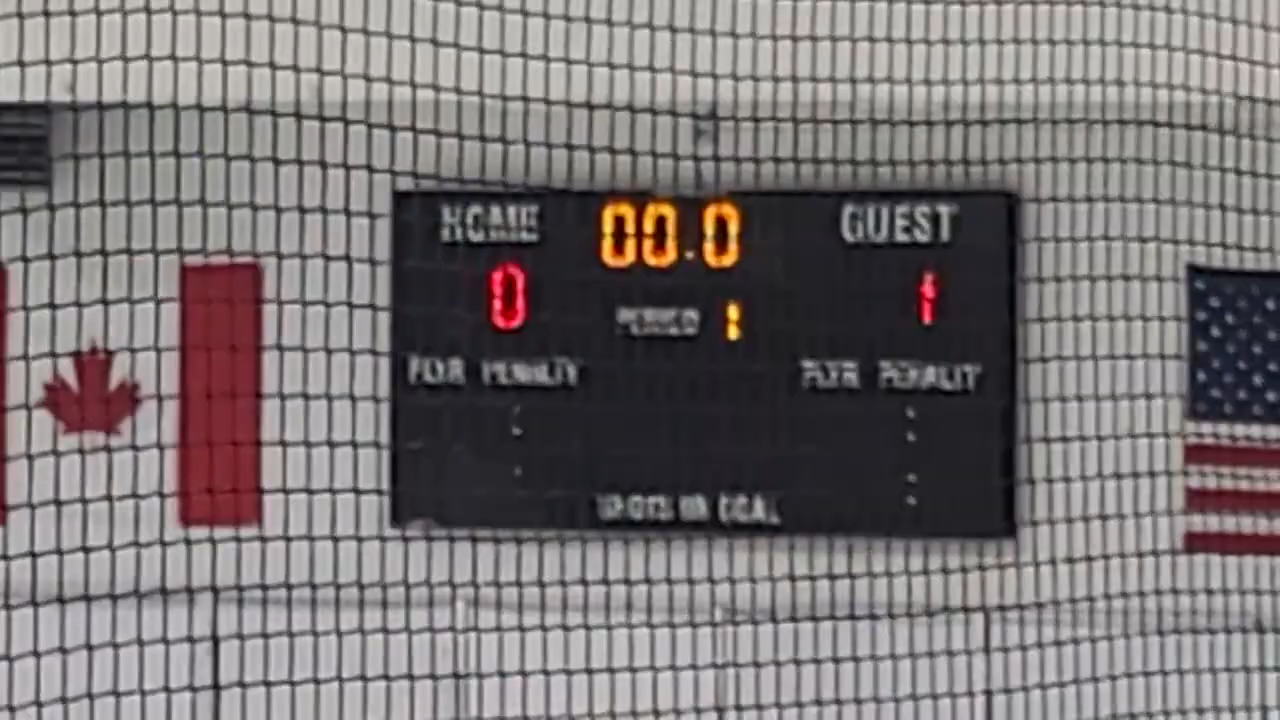 HOME 00.0 GUEST
0 PERIOD 1 1
PLYR PENALTY PLYR PENALTY
SHOTS ON GOAL